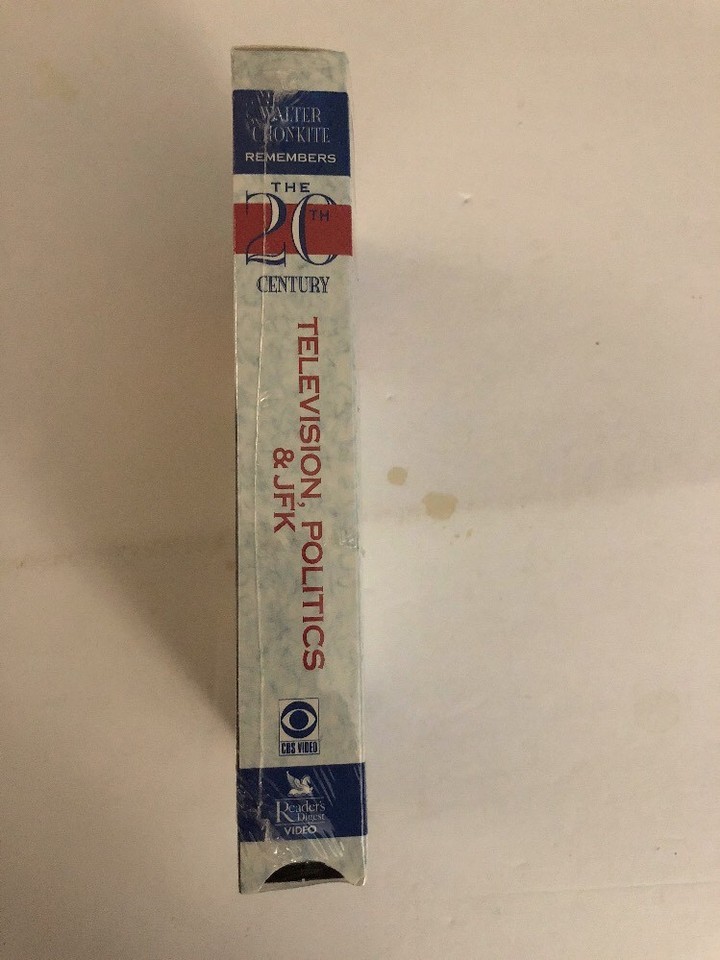 WALTER
CRONKITE
REMEMBERS
THE
20TH
CENTURY
TELEVISION, POLITICS
& JFK
CBS VIDEO
Reader's
Digest
VIDEO